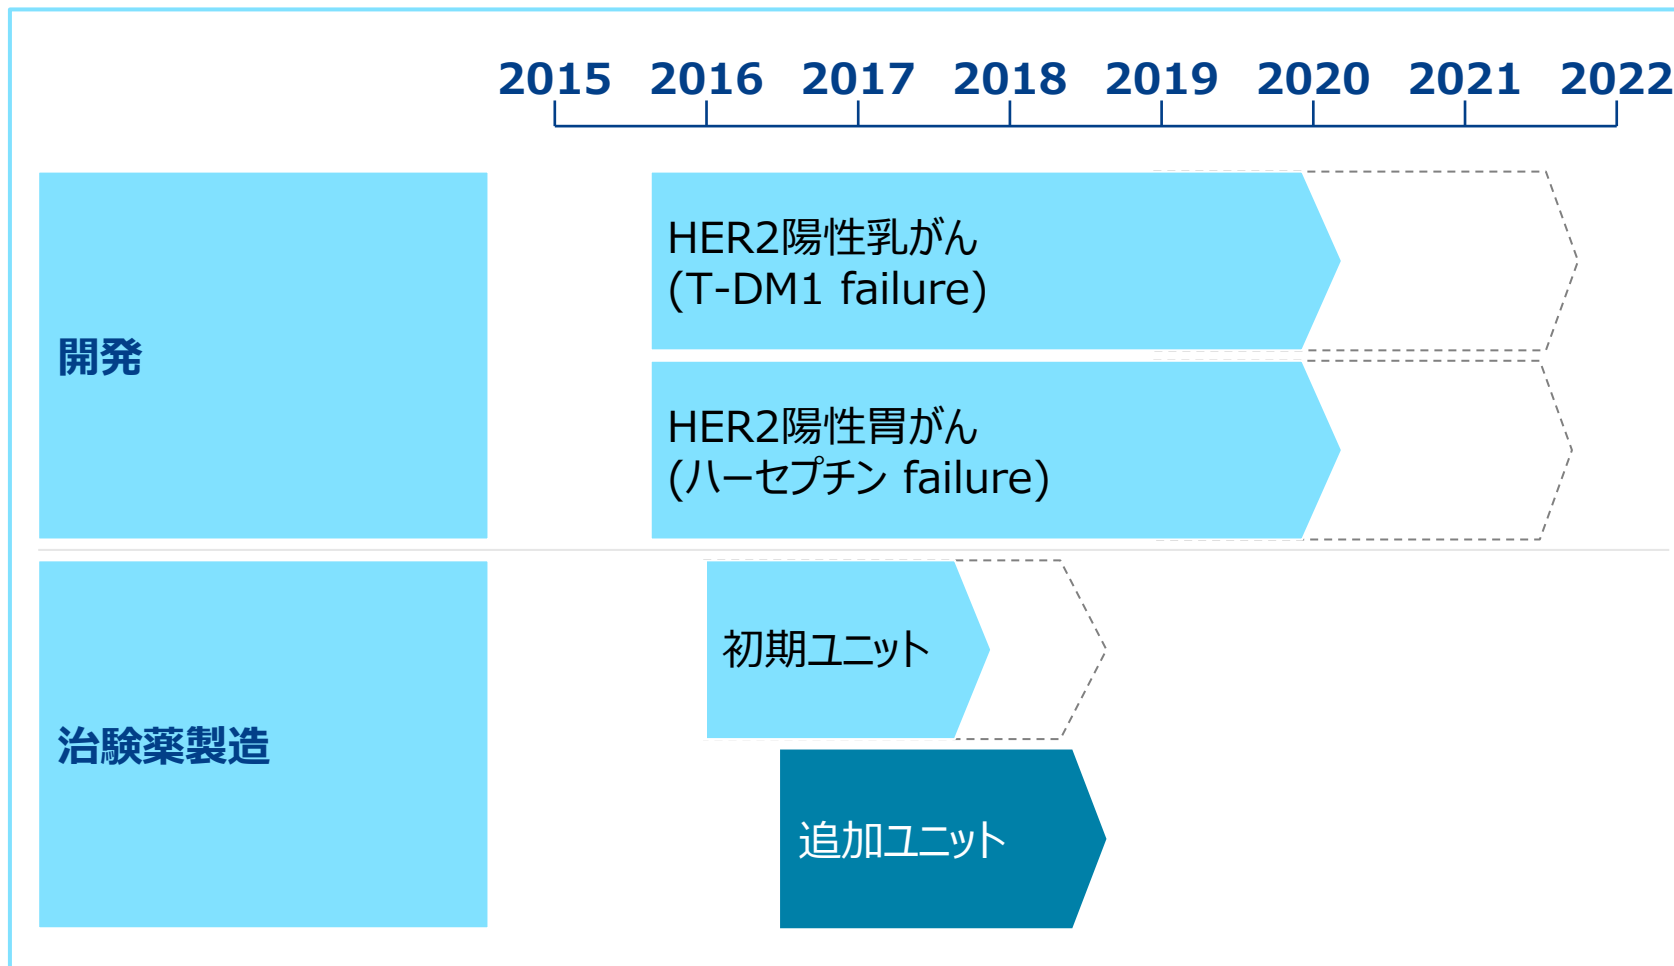 2015 2016 2017 2018 2019 2020 2021 2022
開発
HER2陽性乳がん
(T-DM1 failure)
HER2陽性胃がん
(ハーセプチン failure)
治験薬製造
初期ユニット
追加ユニット